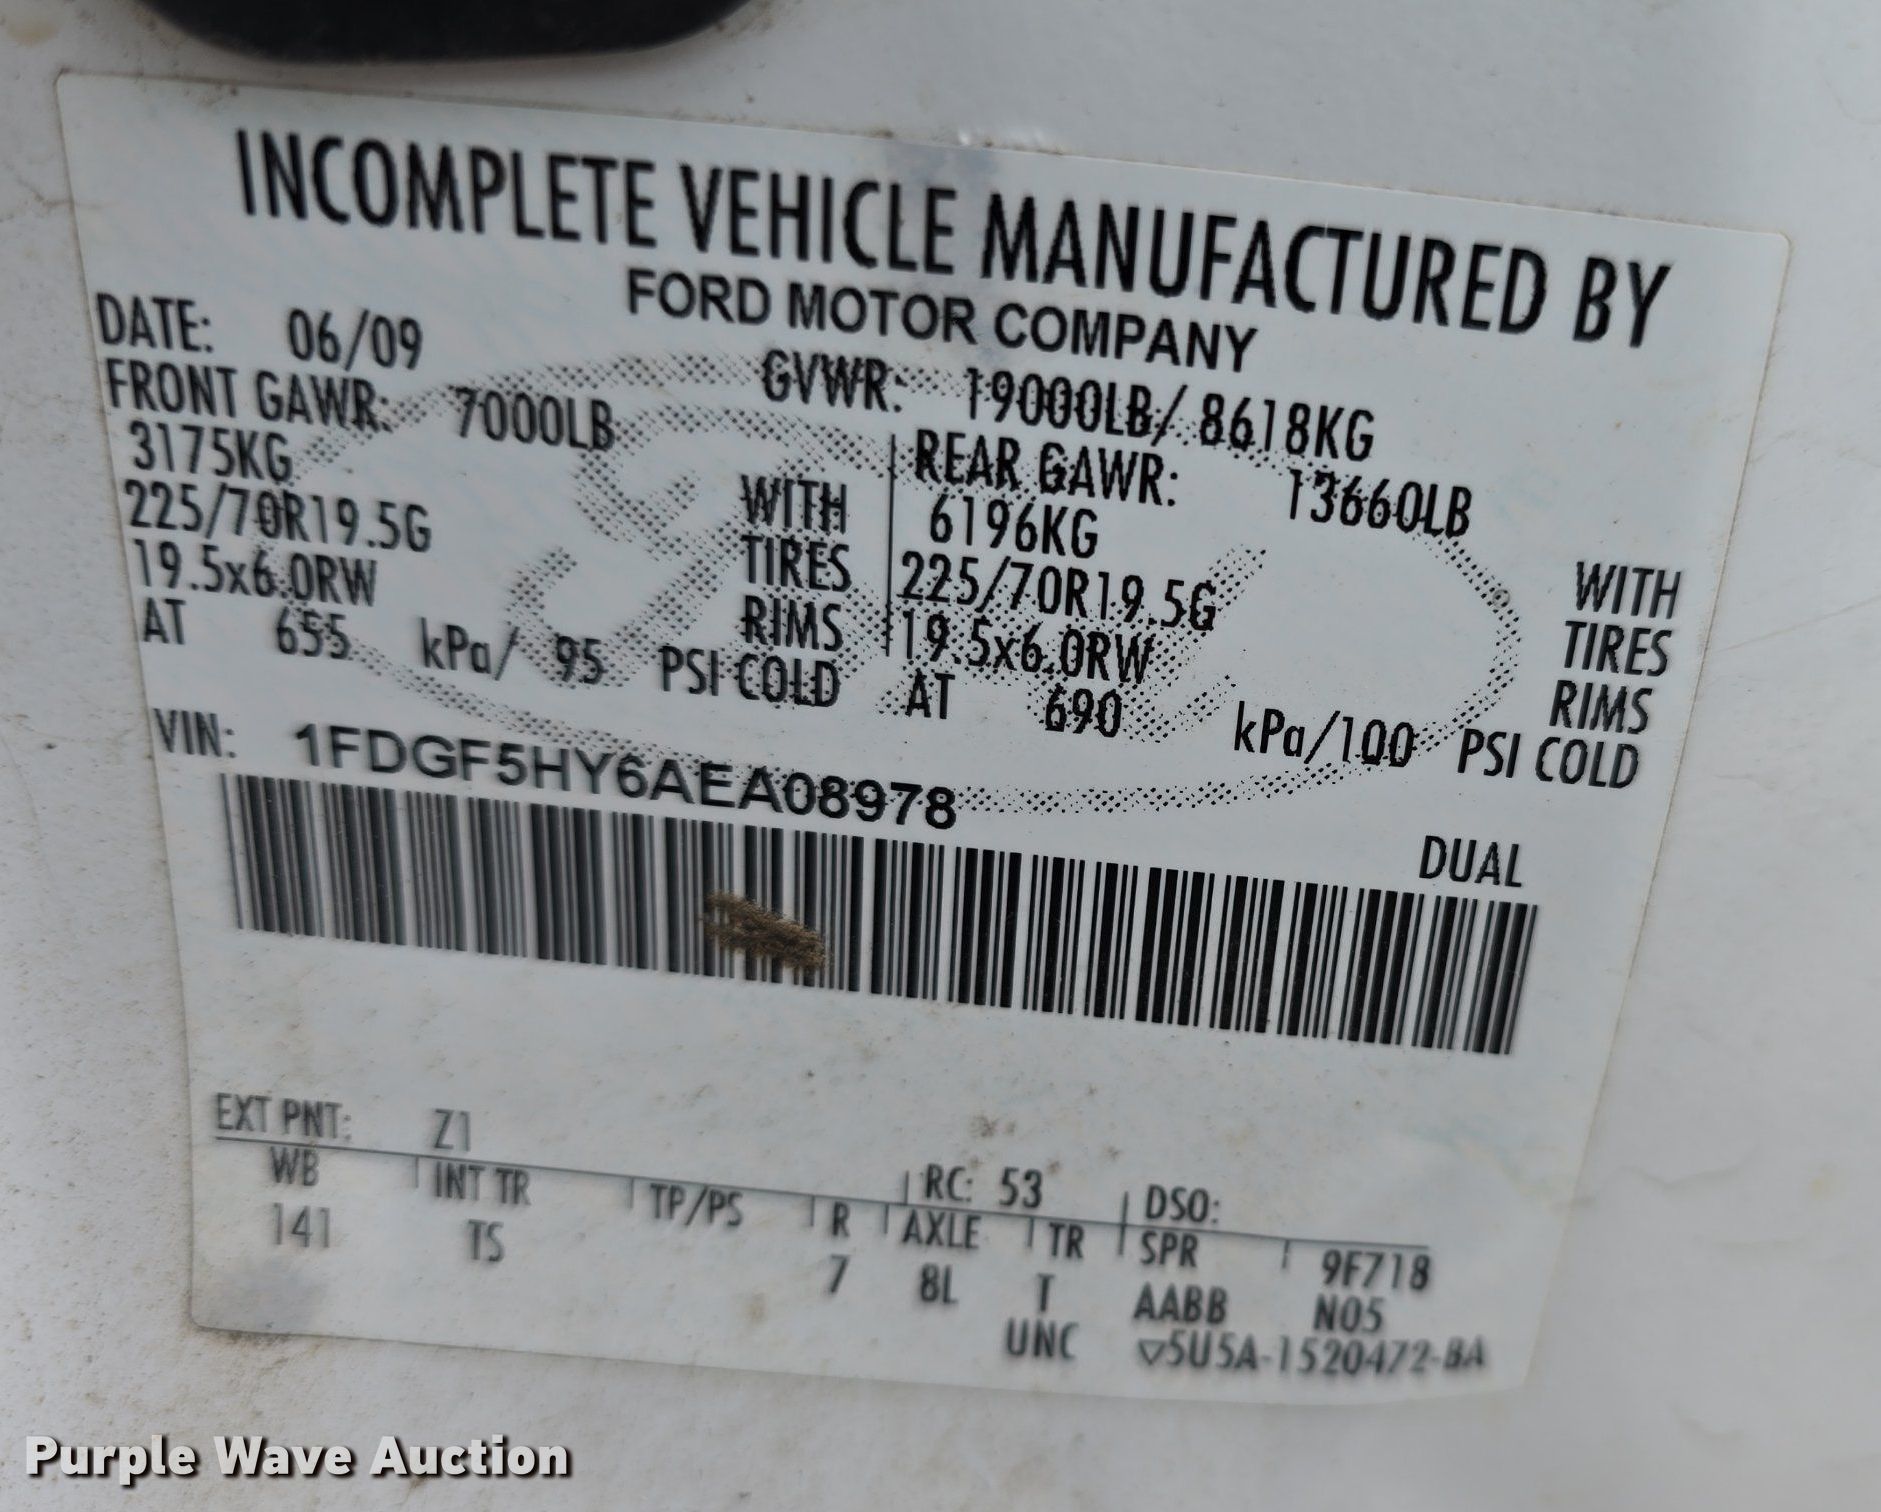 INCOMPLETE VEHICLE MANUFACTURED BY
FORD MOTOR COMPANY
DATE: 06/09 GVWR: 19000LB/ 8618KG
FRONT GAWR: 7000LB REAR GAWR: 13660LB
3175KG WITH 6196KG WITH
225/70R19.5G TIRES 225/70R19.5G TIRES
19.5x6.0RW RIMS 19.5x6.0RW RIMS
AT 655 kPa/ 95 PSI COLD AT 690 kPa/100 PSI COLD
VIN: 1FDGF5HY6AEA08978
DUAL
EXT PNT: Z1 RC: 53 DSO:
WB INT TR TP/PS R AXLE TR SPR 9F718
141 TS 7 8L T AABB N05
UNC ▽5U5A-1520472-BA
Purple Wave Auction